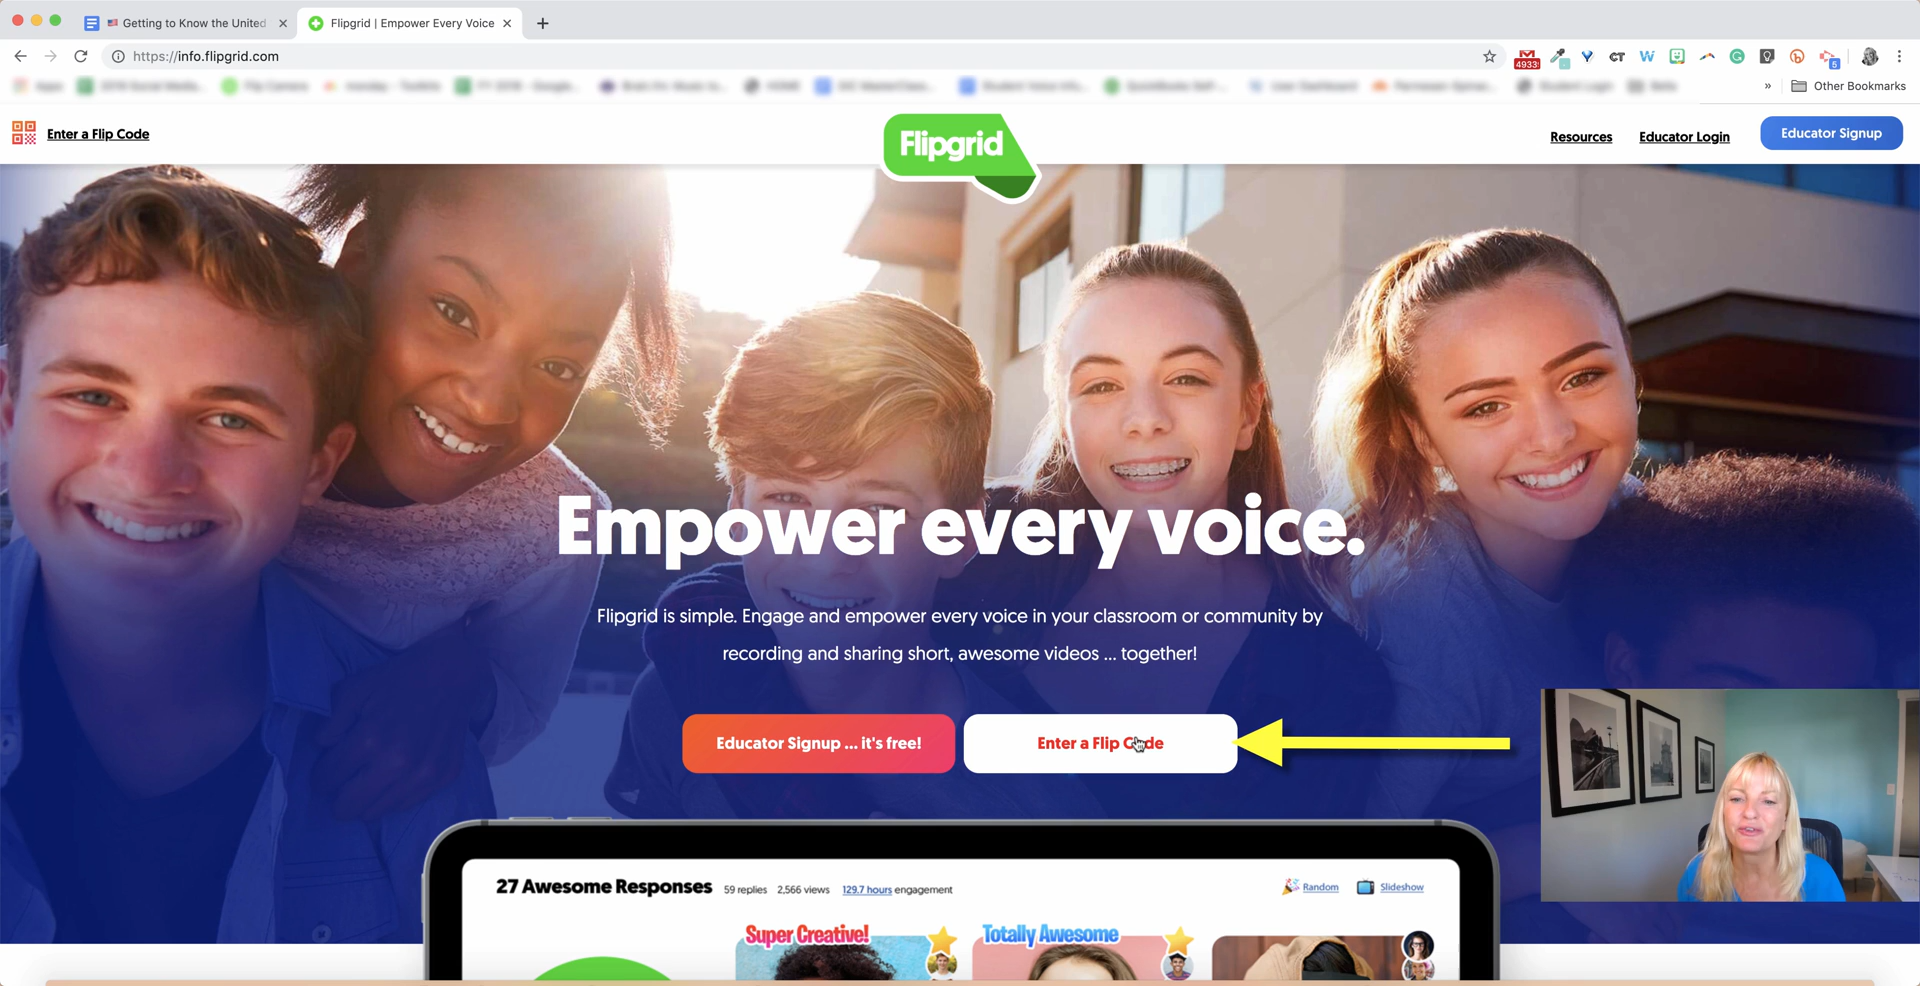 Getting to Know the United
Flipgrid | Empower Every Voice
https://info.flipgrid.com
4933
CT
W
5
Other Bookmarks
Enter a Flip Code
Flipgrid
Resources
Educator Login
Educator Signup
Empower every voice.
Flipgrid is simple. Engage and empower every voice in your classroom or community by
recording and sharing short, awesome videos ... together!
Educator Signup ... it's free!
Enter a Flip Code
27 Awesome Responses 59 replies 2,566 views 129.7 hours engagement
Random
Slideshow
Super Creative!
Totally Awesome